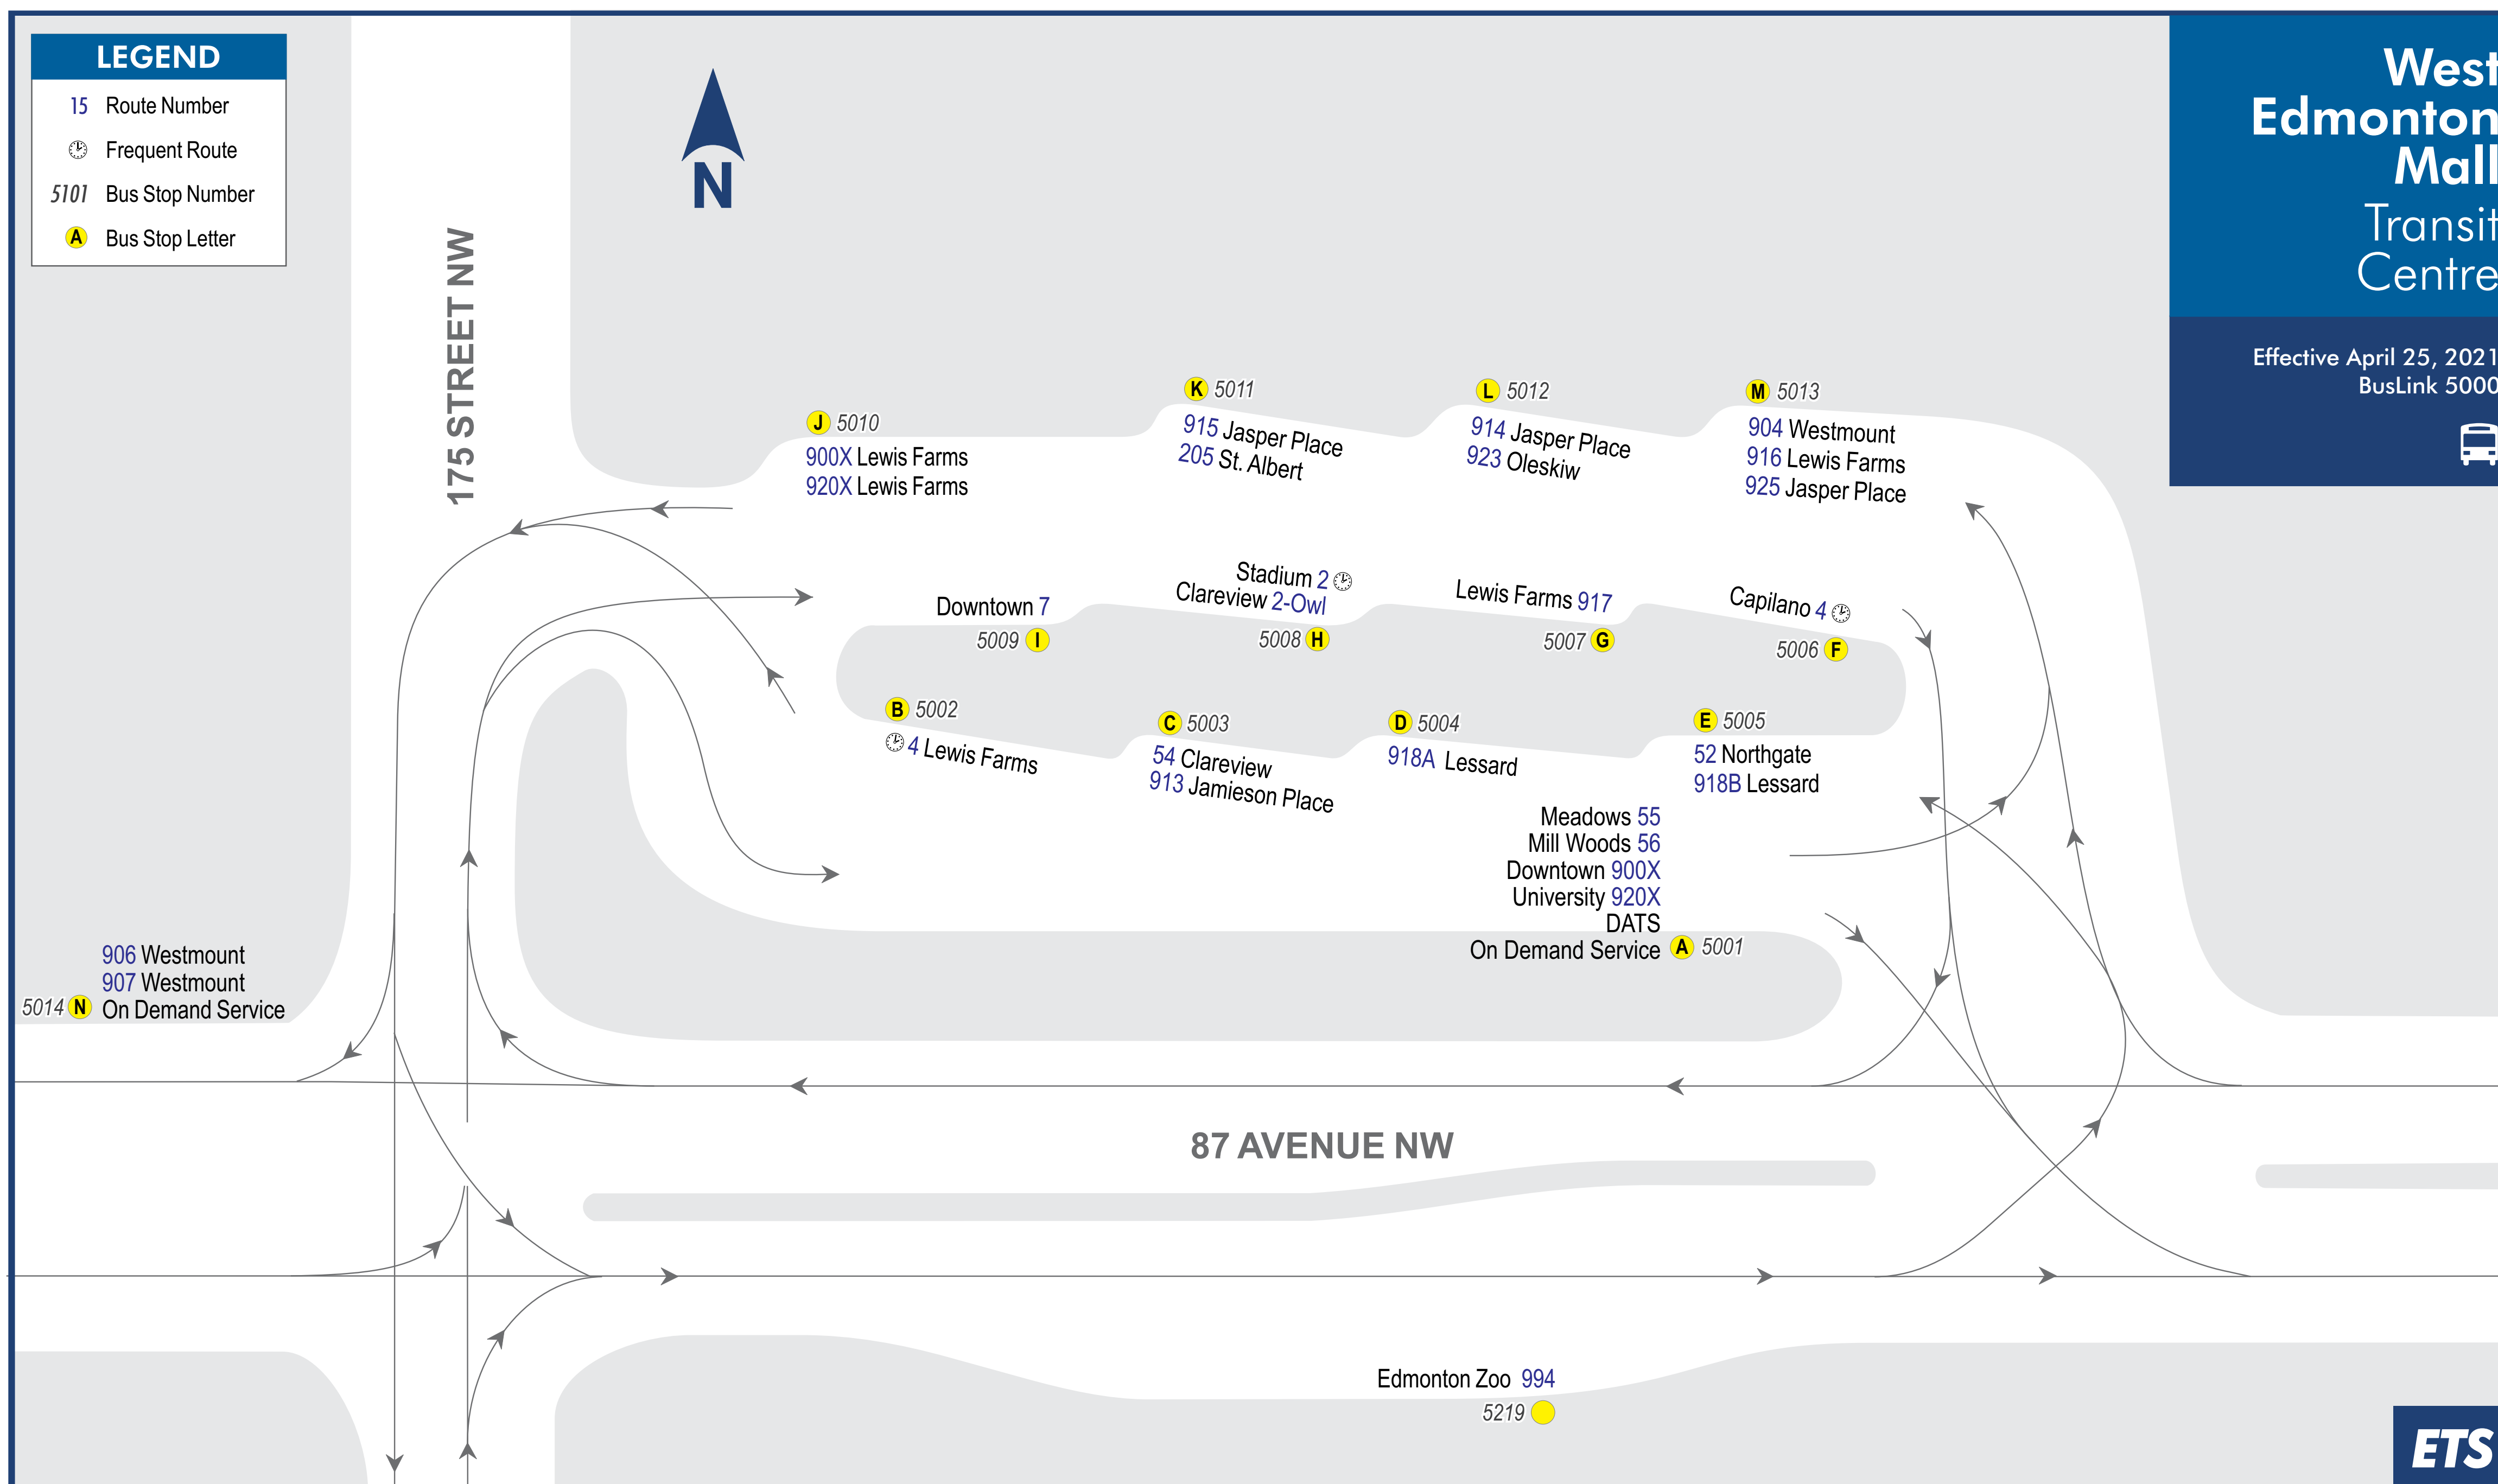 LEGEND
15 Route Number
Frequent Route
5101 Bus Stop Number
A Bus Stop Letter
N
175 STREET NW
West
Edmonton
Mall
Transit
Centre
Effective April 25, 2021
BusLink 5000
J 5010
900X Lewis Farms
920X Lewis Farms
K 5011
915 Jasper Place
205 St. Albert
L 5012
914 Jasper Place
923 Oleskiw
M 5013
904 Westmount
916 Lewis Farms
925 Jasper Place
Downtown 7
5009 I
Stadium 2
Clareview 2-Owl
5008 H
Lewis Farms 917
5007 G
Capilano 4
5006 F
B 5002
4 Lewis Farms
C 5003
54 Clareview
913 Jamieson Place
D 5004
918A Lessard
E 5005
52 Northgate
918B Lessard
Meadows 55
Mill Woods 56
Downtown 900X
University 920X
DATS
On Demand Service A 5001
906 Westmount
907 Westmount
5014 N On Demand Service
87 AVENUE NW
Edmonton Zoo 994
5219
ETS